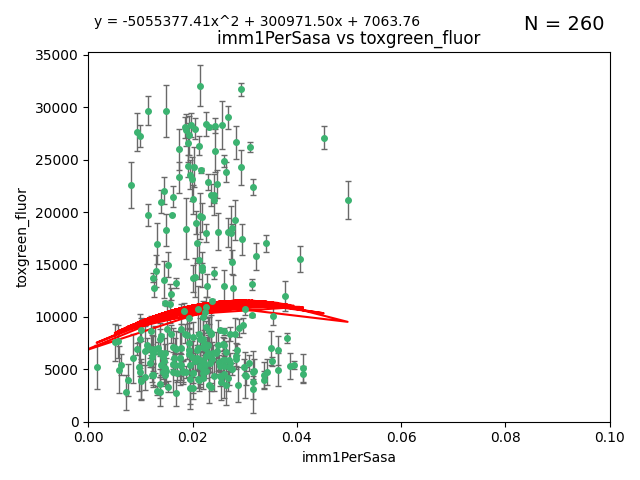 y = -5055377.41x^2 + 300971.50x + 7063.76
N = 260
imm1PerSasa vs toxgreen_fluor
35000
30000
25000
20000
15000
10000
5000
0
toxgreen_fluor
0.00 0.02 0.04 0.06 0.08 0.10
imm1PerSasa